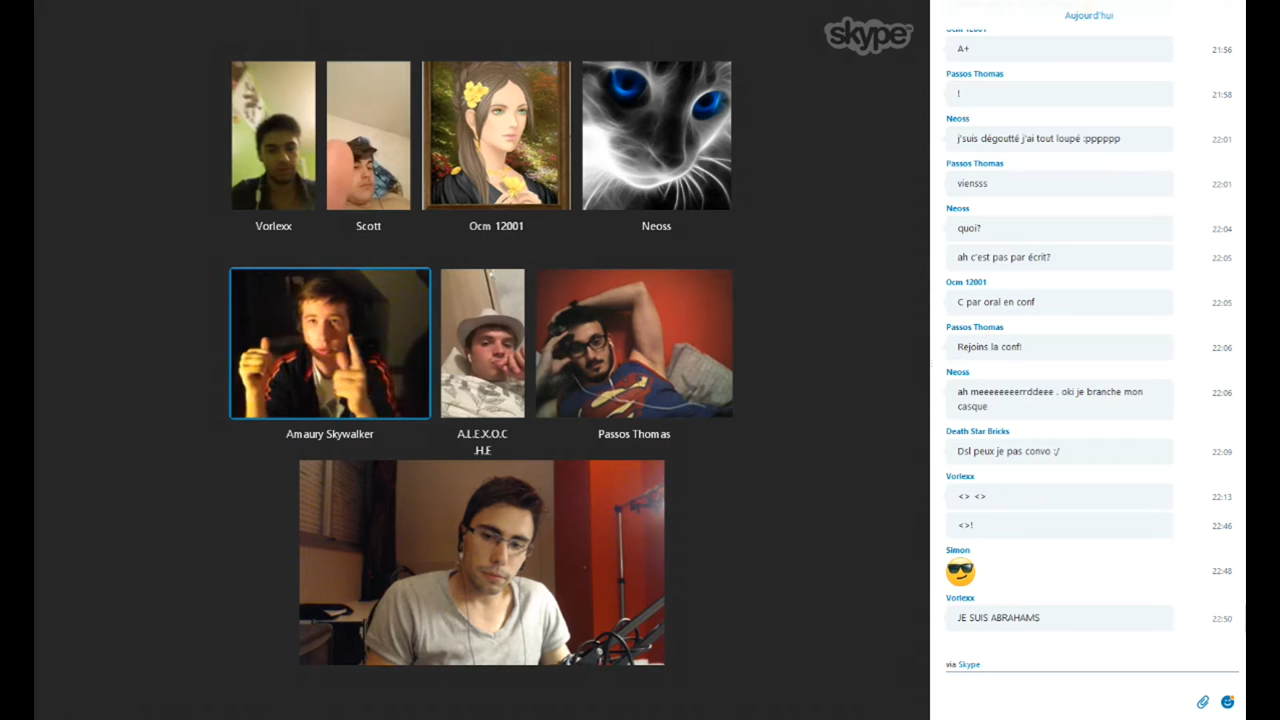 skype™
Vorlexx
Scott
Ocm 12001
Neoss
Amaury Skywalker
A.L.E.X.O.C
.H.E
Passos Thomas
Aujourd'hui
Ocm 12001
A+
21:56
Passos Thomas
!
21:58
Neoss
j'suis dégoutté j'ai tout loupé :pppppp
22:01
Passos Thomas
viensss
22:01
Neoss
quoi?
22:04
ah c'est pas par écrit?
22:05
Ocm 12001
C par oral en conf
22:05
Passos Thomas
Rejoins la conf!
22:06
Neoss
ah meeeeeeeerrddeee . oki je branche mon
casque
22:06
Death Star Bricks
Dsl peux je pas convo :/
22:09
Vorlexx
<> <>
22:13
<>!
22:46
Simon
22:48
Vorlexx
JE SUIS ABRAHAMS
22:50
via Skype